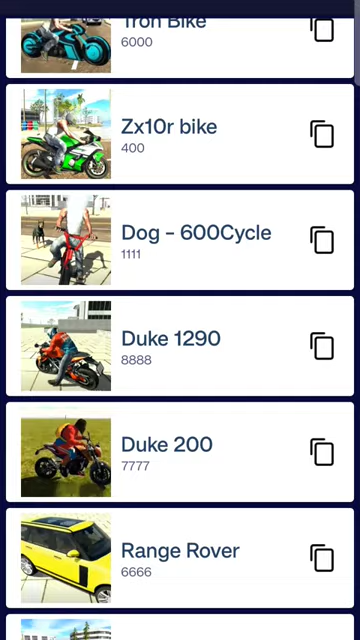 Tron Bike
6000
Zx10r bike
400
Dog - 600Cycle
1111
Duke 1290
8888
Duke 200
7777
Range Rover
6666